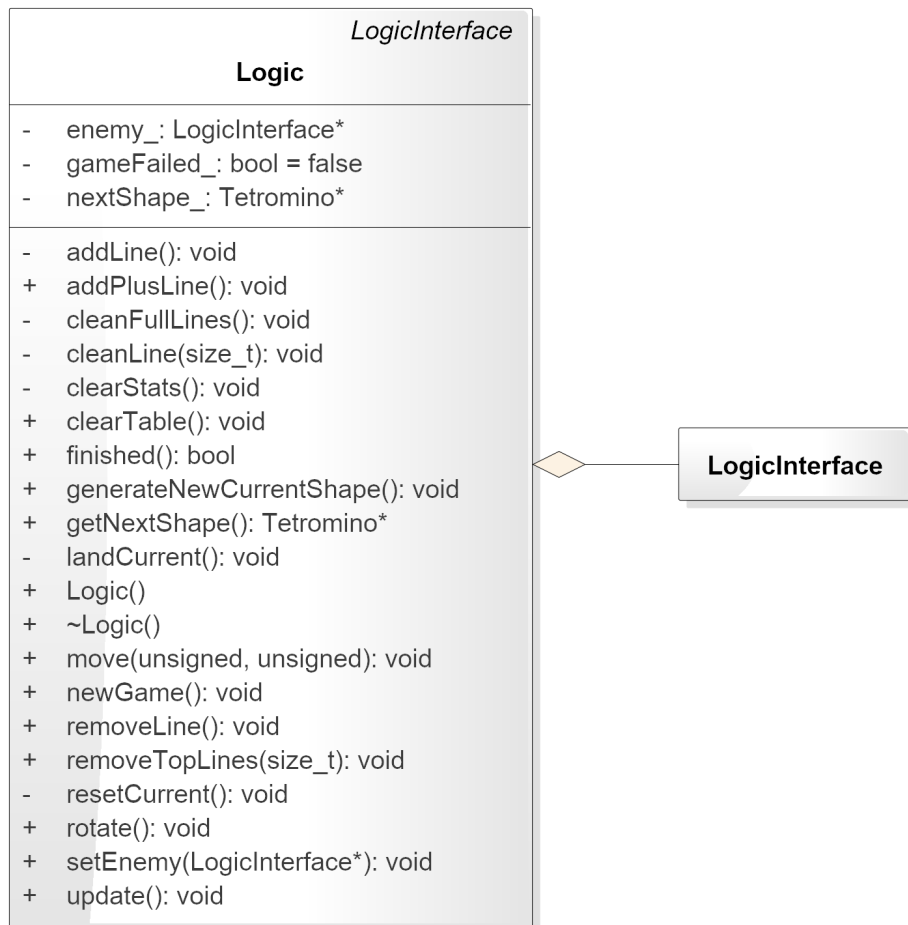 LogicInterface
Logic
- enemy_: LogicInterface*
- gameFailed_: bool = false
- nextShape_: Tetromino*
- addLine(): void
+ addPlusLine(): void
- cleanFullLines(): void
- cleanLine(size_t): void
- clearStats(): void
+ clearTable(): void
+ finished(): bool
+ generateNewCurrentShape(): void
+ getNextShape(): Tetromino*
- landCurrent(): void
+ Logic()
+ ~Logic()
+ move(unsigned, unsigned): void
+ newGame(): void
+ removeLine(): void
+ removeTopLines(size_t): void
- resetCurrent(): void
+ rotate(): void
+ setEnemy(LogicInterface*): void
+ update(): void
LogicInterface